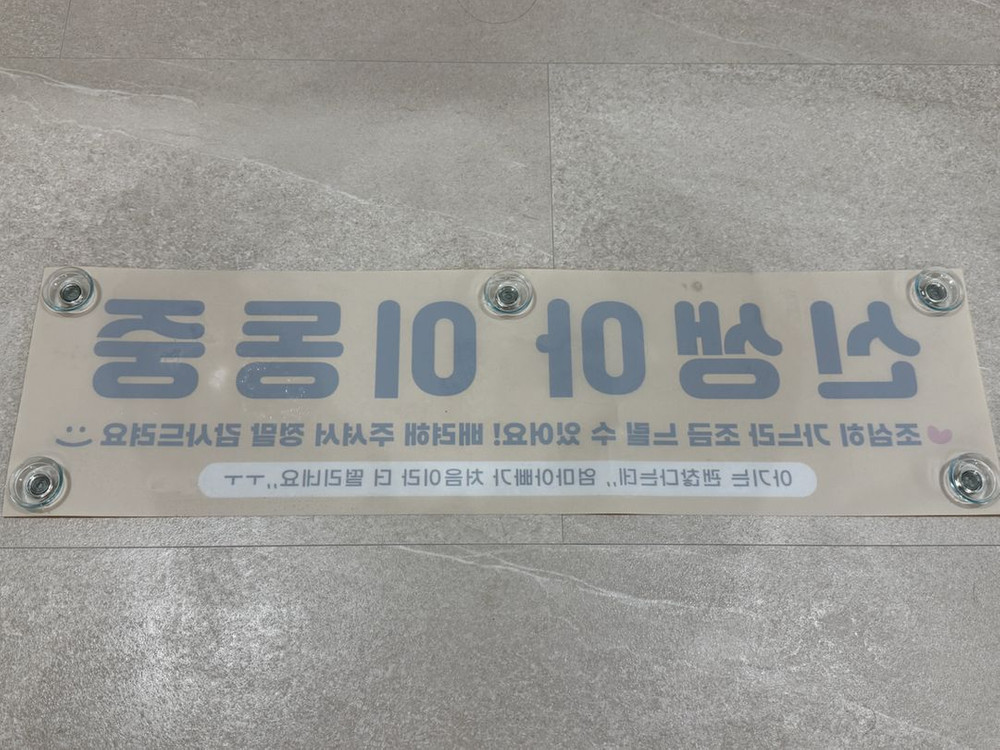 신생아이동중
조심히 가느라 조금 느릴 수 있어요! 배려해 주셔서 정말 감사드려요 :)
아기는 괜찮다는데,, 엄마아빠가 처음이라 더 떨리네요,,ㅜㅜ